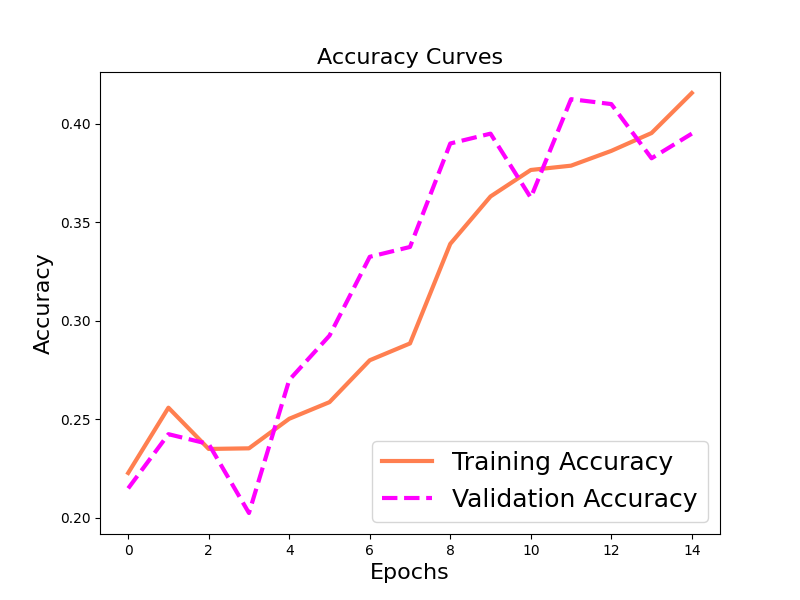 Accuracy Curves
Accuracy
0.40
0.35
0.30
0.25
0.20
Training Accuracy
Validation Accuracy
0 2 4 6 8 10 12 14
Epochs